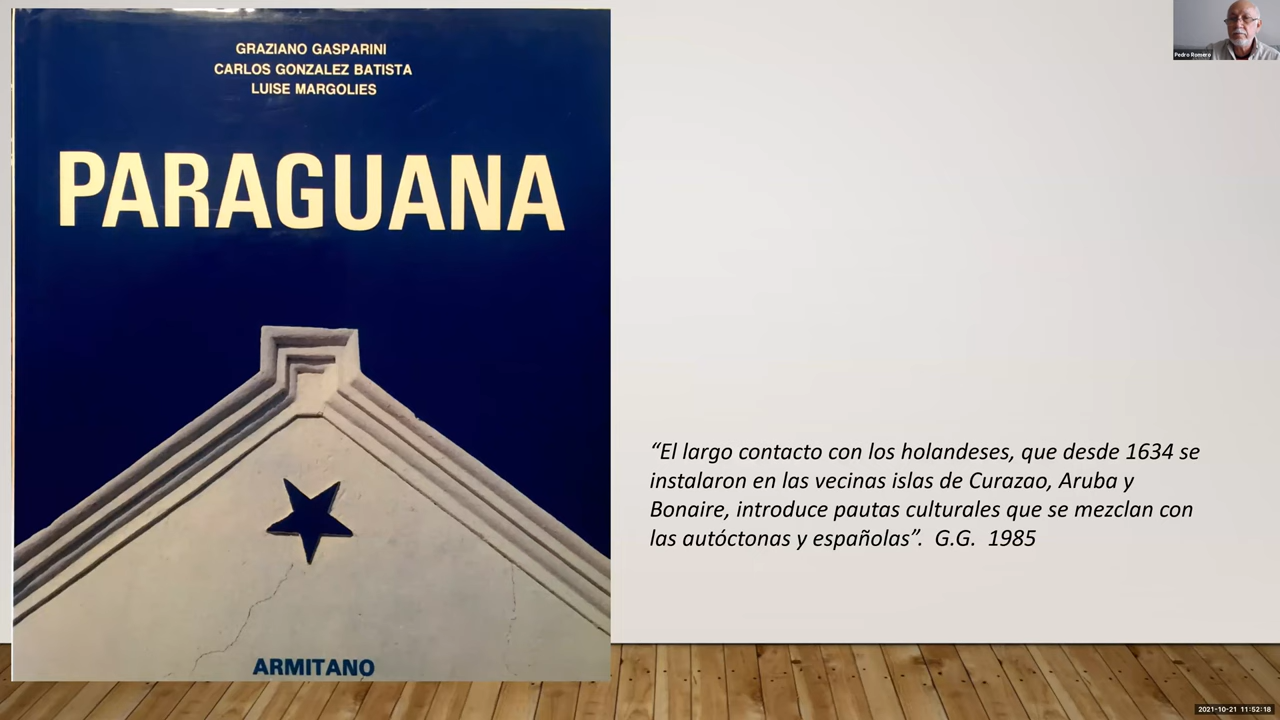 GRAZIANO GASPARINI
CARLOS GONZALEZ BATISTA
LUISE MARGOLIES
PARAGUANA
ARMITANO
“El largo contacto con los holandeses, que desde 1634 se
instalaron en las vecinas islas de Curazao, Aruba y
Bonaire, introduce pautas culturales que se mezclan con
las autóctonas y españolas”. G.G. 1985
Pedro Romero
2021-10-21 11:52:18